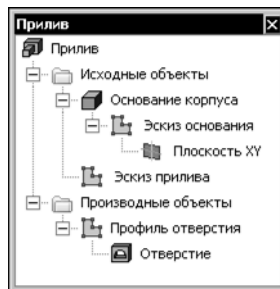 Прилив
Прилив
Исходные объекты
Основание корпуса
Эскиз основания
Плоскость XY
Эскиз прилива
Производные объекты
Профиль отверстия
Отверстие